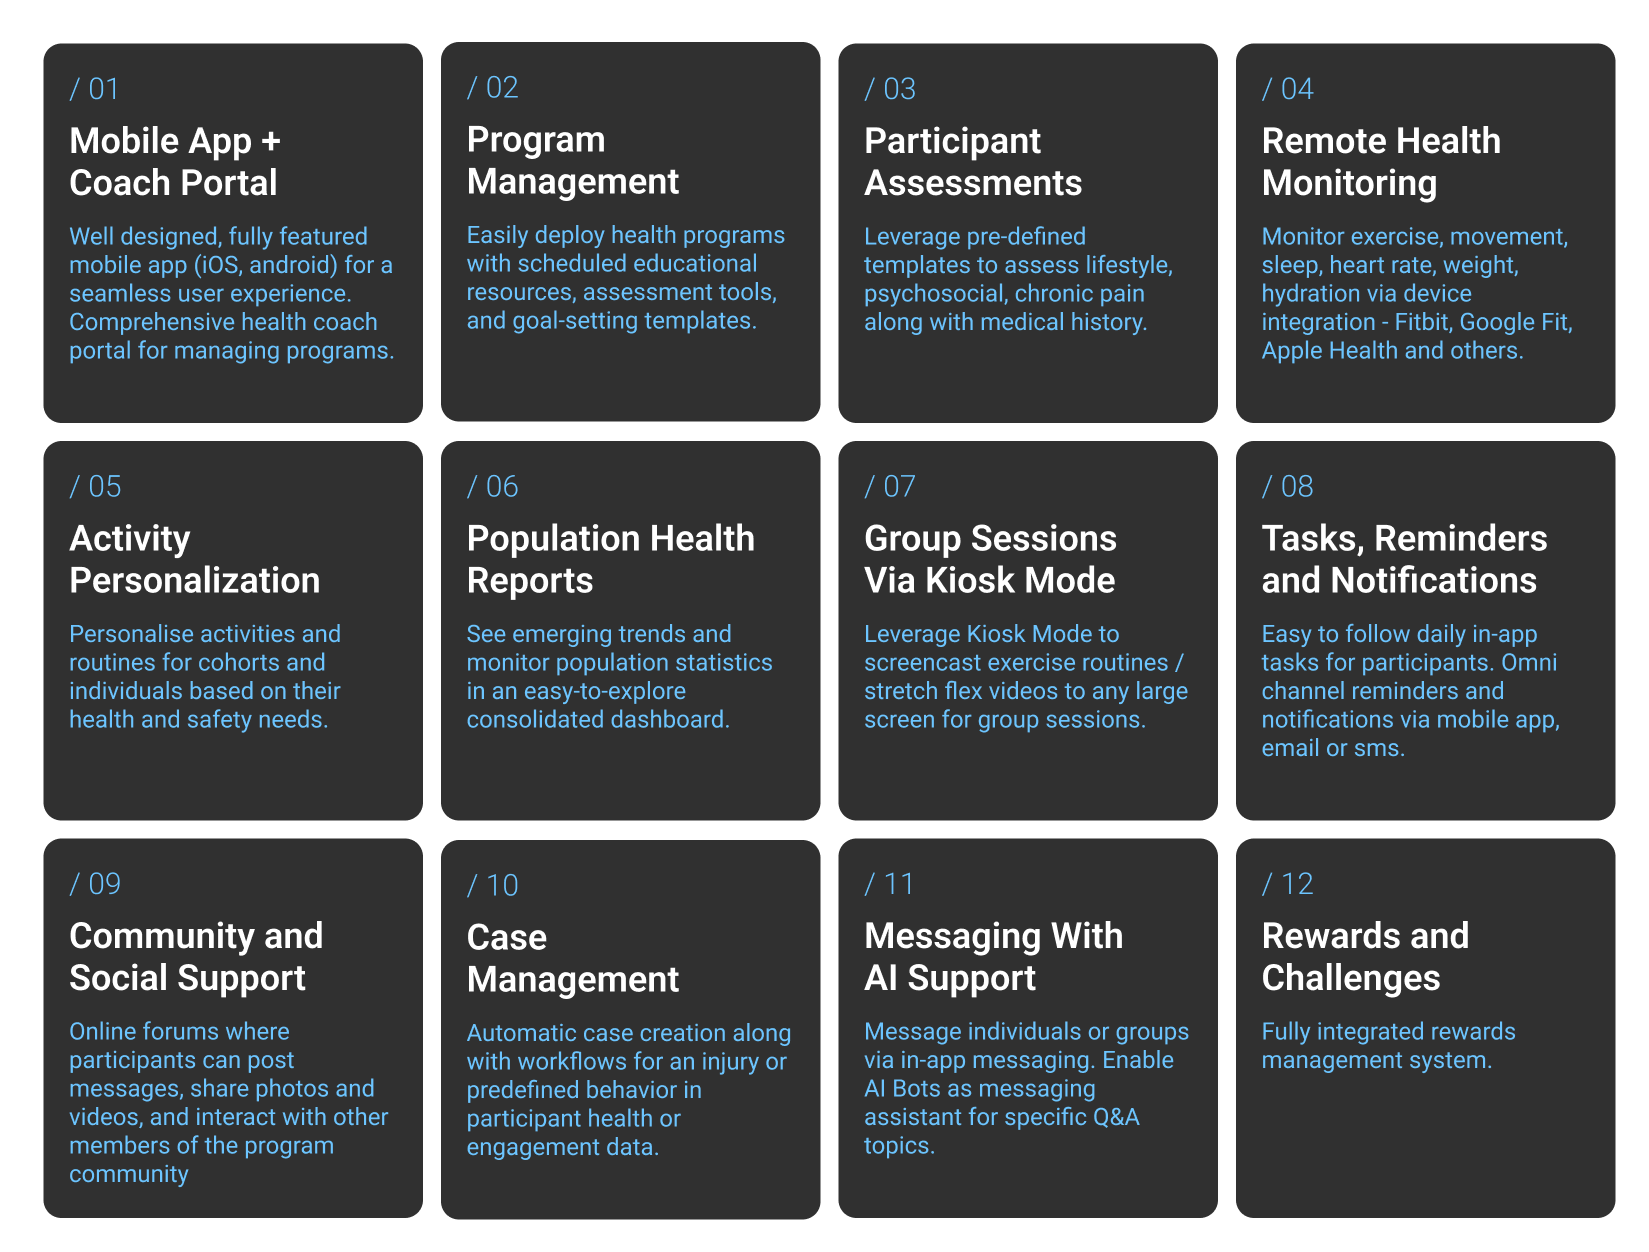 / 01
Mobile App +
Coach Portal
Well designed, fully featured
mobile app (iOS, android) for a
seamless user experience.
Comprehensive health coach
portal for managing programs.
/ 02
Program
Management
Easily deploy health programs
with scheduled educational
resources, assessment tools,
and goal-setting templates.
/ 03
Participant
Assessments
Leverage pre-defined
templates to assess lifestyle,
psychosocial, chronic pain
along with medical history.
/ 04
Remote Health
Monitoring
Monitor exercise, movement,
sleep, heart rate, weight,
hydration via device
integration - Fitbit, Google Fit,
Apple Health and others.
/ 05
Activity
Personalization
Personalise activities and
routines for cohorts and
individuals based on their
health and safety needs.
/ 06
Population Health
Reports
See emerging trends and
monitor population statistics
in an easy-to-explore
consolidated dashboard.
/ 07
Group Sessions
Via Kiosk Mode
Leverage Kiosk Mode to
screencast exercise routines /
stretch flex videos to any large
screen for group sessions.
/ 08
Tasks, Reminders
and Notifications
Easy to follow daily in-app
tasks for participants. Omni
channel reminders and
notifications via mobile app,
email or sms.
/ 09
Community and
Social Support
Online forums where
participants can post
messages, share photos and
videos, and interact with other
members of the program
community
/ 10
Case
Management
Automatic case creation along
with workflows for an injury or
predefined behavior in
participant health or
engagement data.
/ 11
Messaging With
AI Support
Message individuals or groups
via in-app messaging. Enable
AI Bots as messaging
assistant for specific Q&A
topics.
/ 12
Rewards and
Challenges
Fully integrated rewards
management system.